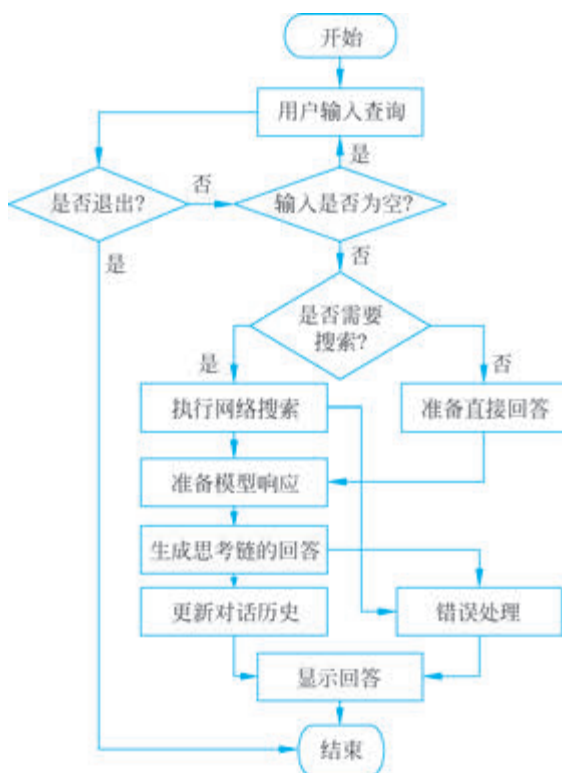 开始
用户输入查询
是
是否退出?
否
输入是否为空?
是
否
是否需要
搜索?
是
否
执行网络搜索
准备直接回答
准备模型响应
生成思考链的回答
更新对话历史
错误处理
显示回答
结束